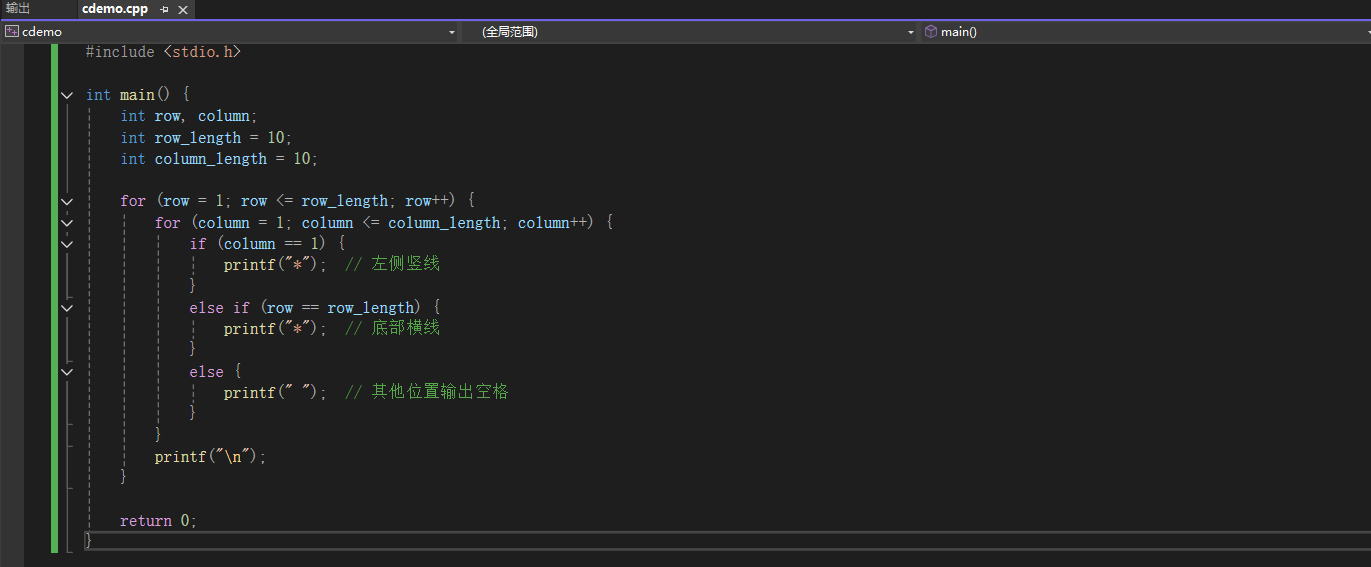 输出 cdemo.cpp
cdemo (全局范围) main()
#include <stdio.h>
int main() {
    int row, column;
    int row_length = 10;
    int column_length = 10;
    for (row = 1; row <= row_length; row++) {
        for (column = 1; column <= column_length; column++) {
            if (column == 1) {
                printf("*");  // 左侧竖线
            }
            else if (row == row_length) {
                printf("*");  // 底部横线
            }
            else {
                printf(" ");  // 其他位置输出空格
            }
        }
        printf("\n");
    }
    return 0;
}